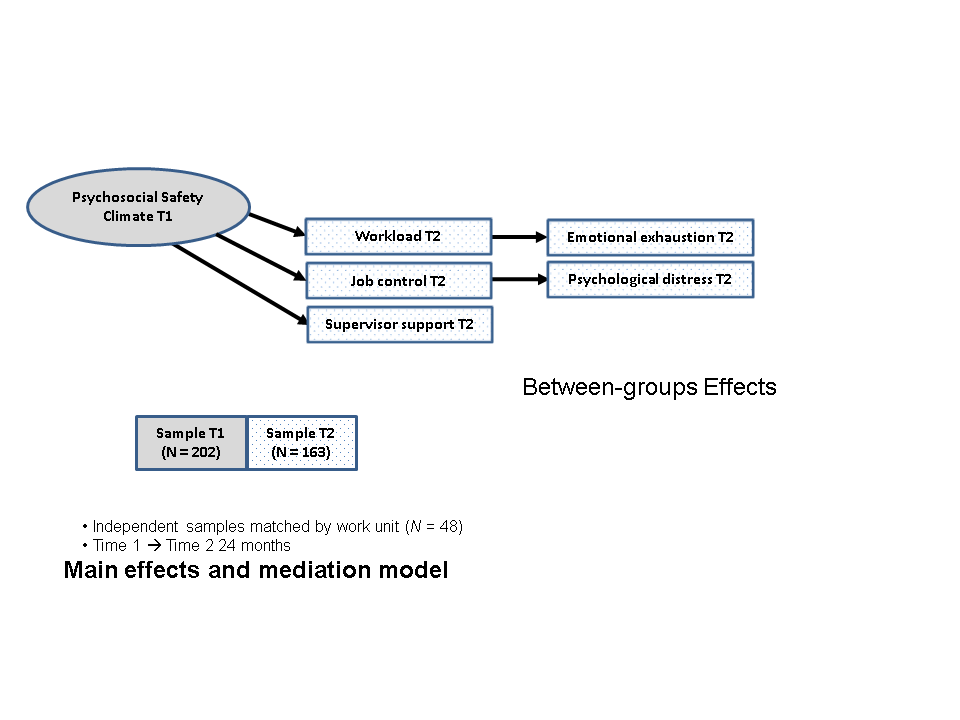 Psychosocial Safety
Climate T1
Workload T2
Emotional exhaustion T2
Job control T2
Psychological distress T2
Supervisor support T2
Between-groups Effects
Sample T1
(N = 202)
Sample T2
(N = 163)
• Independent samples matched by work unit (N = 48)
• Time 1 → Time 2 24 months
Main effects and mediation model